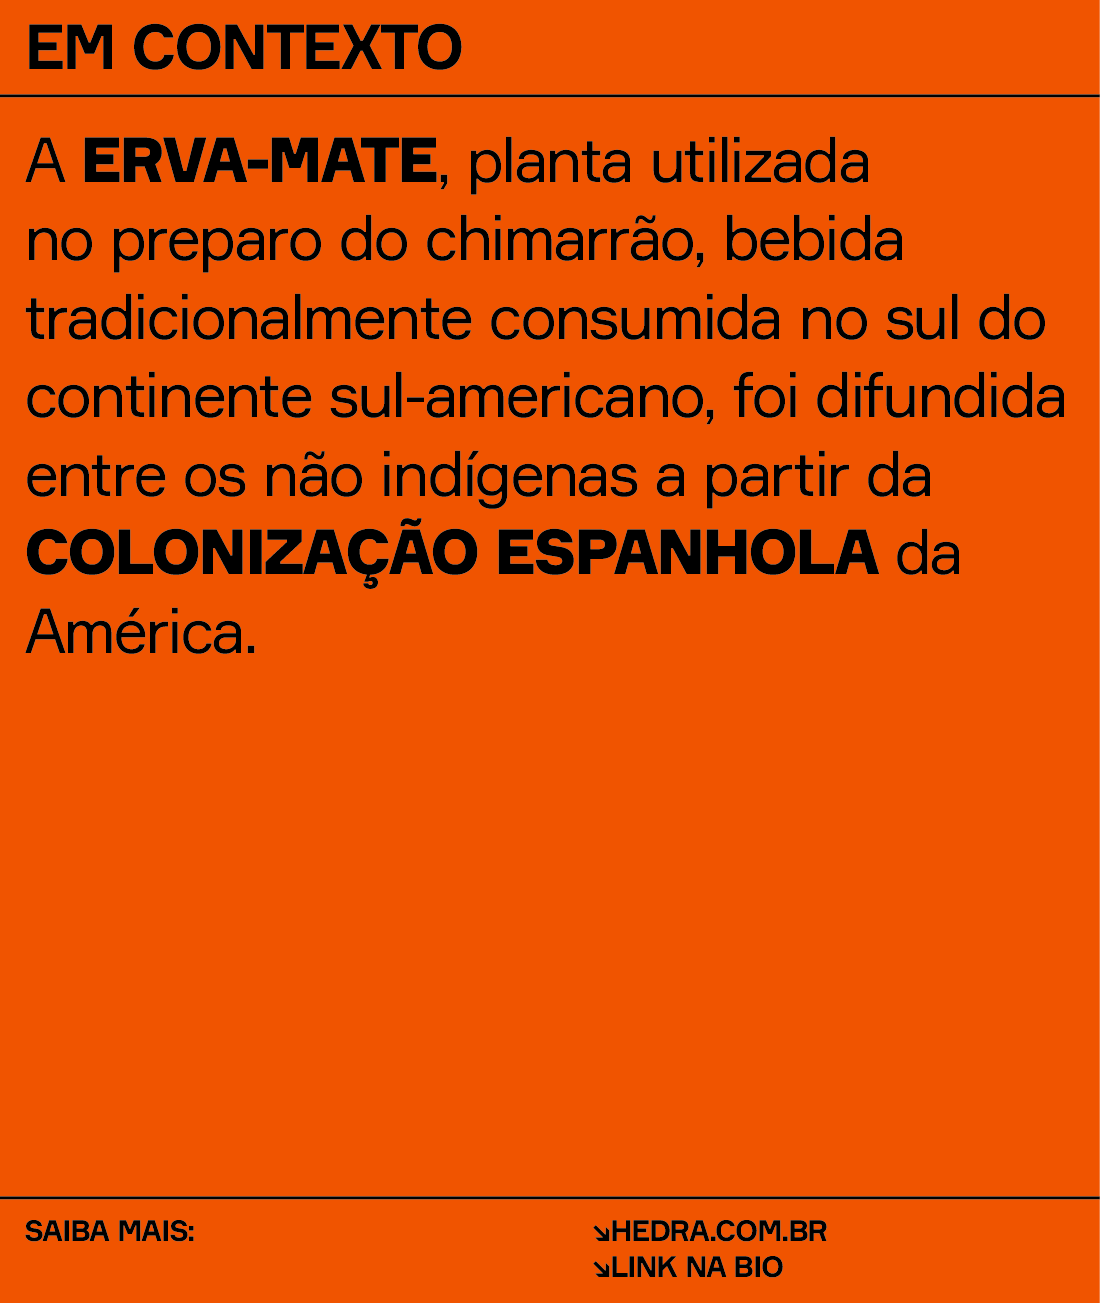 EM CONTEXTO
A ERVA-MATE, planta utilizada
no preparo do chimarrão, bebida
tradicionalmente consumida no sul do
continente sul-americano, foi difundida
entre os não indígenas a partir da
COLONIZAÇÃO ESPANHOLA da
América.
SAIBA MAIS:
↘HEDRA.COM.BR
↘LINK NA BIO